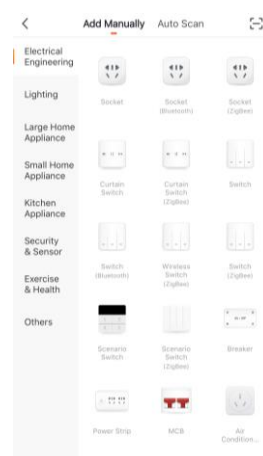 Add Manually Auto Scan
Electrical
Engineering
Lighting
Large Home
Appliance
Small Home
Appliance
Kitchen
Appliance
Security
& Sensor
Exercise
& Health
Others
Socket
Socket
(Bluetooth)
Socket
(ZigBee)
Curtain
Switch
Curtain
Switch
(ZigBee)
Switch
Switch
(Bluetooth)
Wireless
Switch
(ZigBee)
Switch
(ZigBee)
Scenario
Switch
Scenario
Switch
(ZigBee)
Breaker
Power Strip
MCB
Air
Condition...